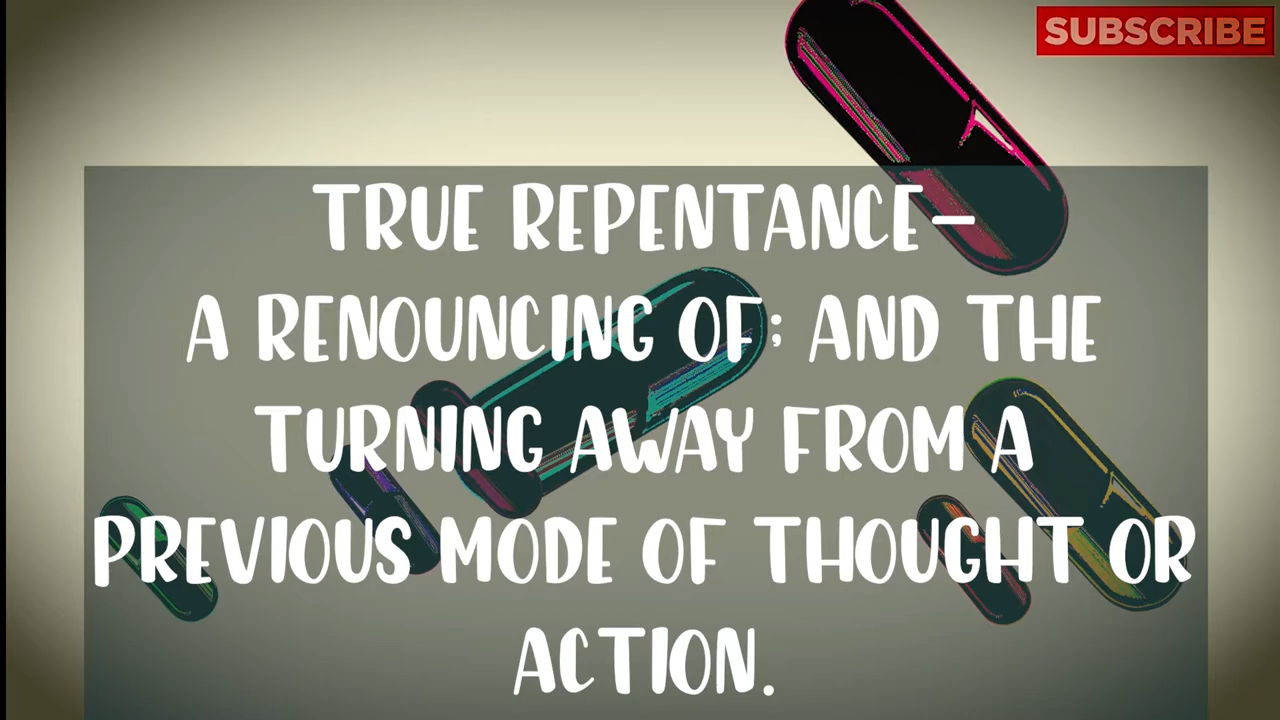 SUBSCRIBE
TRUE REPENTANCE-
A RENOUNCING OF; AND THE
TURNING AWAY FROM A
PREVIOUS MODE OF THOUGHT OR
ACTION.